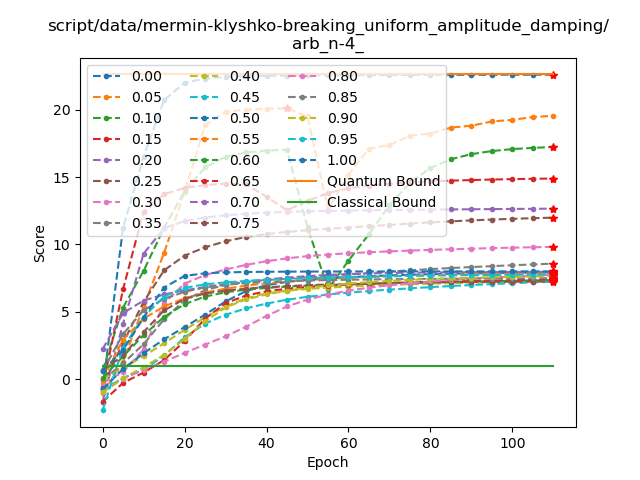 script/data/mermin-klyshko-breaking_uniform_amplitude_damping/
arb_n-4_
0.00 0.40 0.80
0.05 0.45 0.85
0.10 0.50 0.90
0.15 0.55 0.95
0.20 0.60 1.00
0.25 0.65 Quantum Bound
0.30 0.70 Classical Bound
0.35 0.75
20
15
10
5
0
Score
0 20 40 60 80 100
Epoch